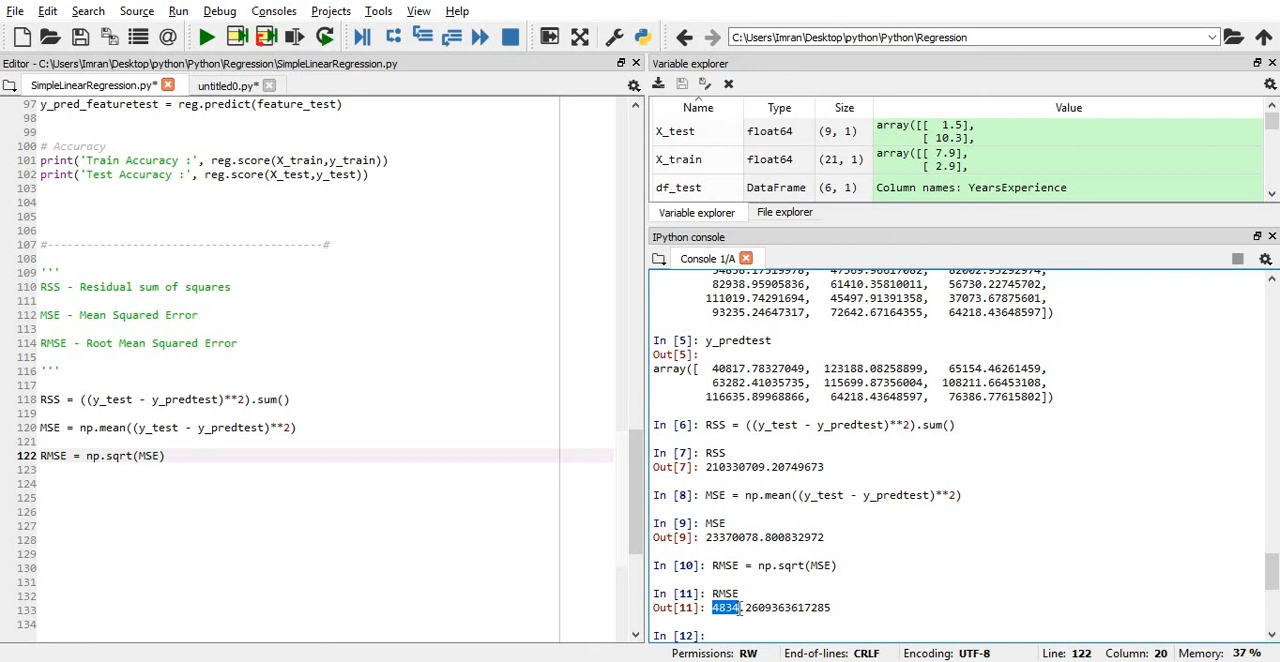 File Edit Search Source Run Debug Consoles Projects Tools View Help
C:\Users\Imran\Desktop\python\Python\Regression
Editor - C:\Users\Imran\Desktop\python\Python\Regression\SimpleLinearRegression.py
SimpleLinearRegression.py* untitled0.py*
97 y_pred_featuretest = reg.predict(feature_test)
98
99
100 # Accuracy
101 print('Train Accuracy :', reg.score(X_train,y_train))
102 print('Test Accuracy :', reg.score(X_test,y_test))
103
104
105
106
107 #------------------------------------------#
108
109 '''
110 RSS - Residual sum of squares
111
112 MSE - Mean Squared Error
113
114 RMSE - Root Mean Squared Error
115
116 '''
117
118 RSS = ((y_test - y_predtest)**2).sum()
119
120 MSE = np.mean((y_test - y_predtest)**2)
121
122 RMSE = np.sqrt(MSE)
123
124
125
126
127
128
129
130
131
132
133
134
Variable explorer
Name Type Size Value
X_test float64 (9, 1) array([[ 1.5],
[ 10.3],
X_train float64 (21, 1) array([[ 7.9],
[ 2.9],
df_test DataFrame (6, 1) Column names: YearsExperience
Variable explorer File explorer
IPython console
Console 1/A
82938.95905836, 61410.35810011, 56730.22745702,
111019.74291694, 45497.91391358, 37073.67875601,
93235.24647317, 72642.67164355, 64218.43648597])
In [5]: y_predtest
Out[5]:
array([ 40817.78327049, 123188.08258899, 65154.46261459,
63282.41035735, 115699.87356004, 108211.66453108,
116635.89968866, 64218.43648597, 76386.77615802])
In [6]: RSS = ((y_test - y_predtest)**2).sum()
In [7]: RSS
Out[7]: 210330709.20749673
In [8]: MSE = np.mean((y_test - y_predtest)**2)
In [9]: MSE
Out[9]: 23370078.800832972
In [10]: RMSE = np.sqrt(MSE)
In [11]: RMSE
Out[11]: 4834.2609363617285
In [12]:
Permissions: RW End-of-lines: CRLF Encoding: UTF-8 Line: 122 Column: 20 Memory: 37 %